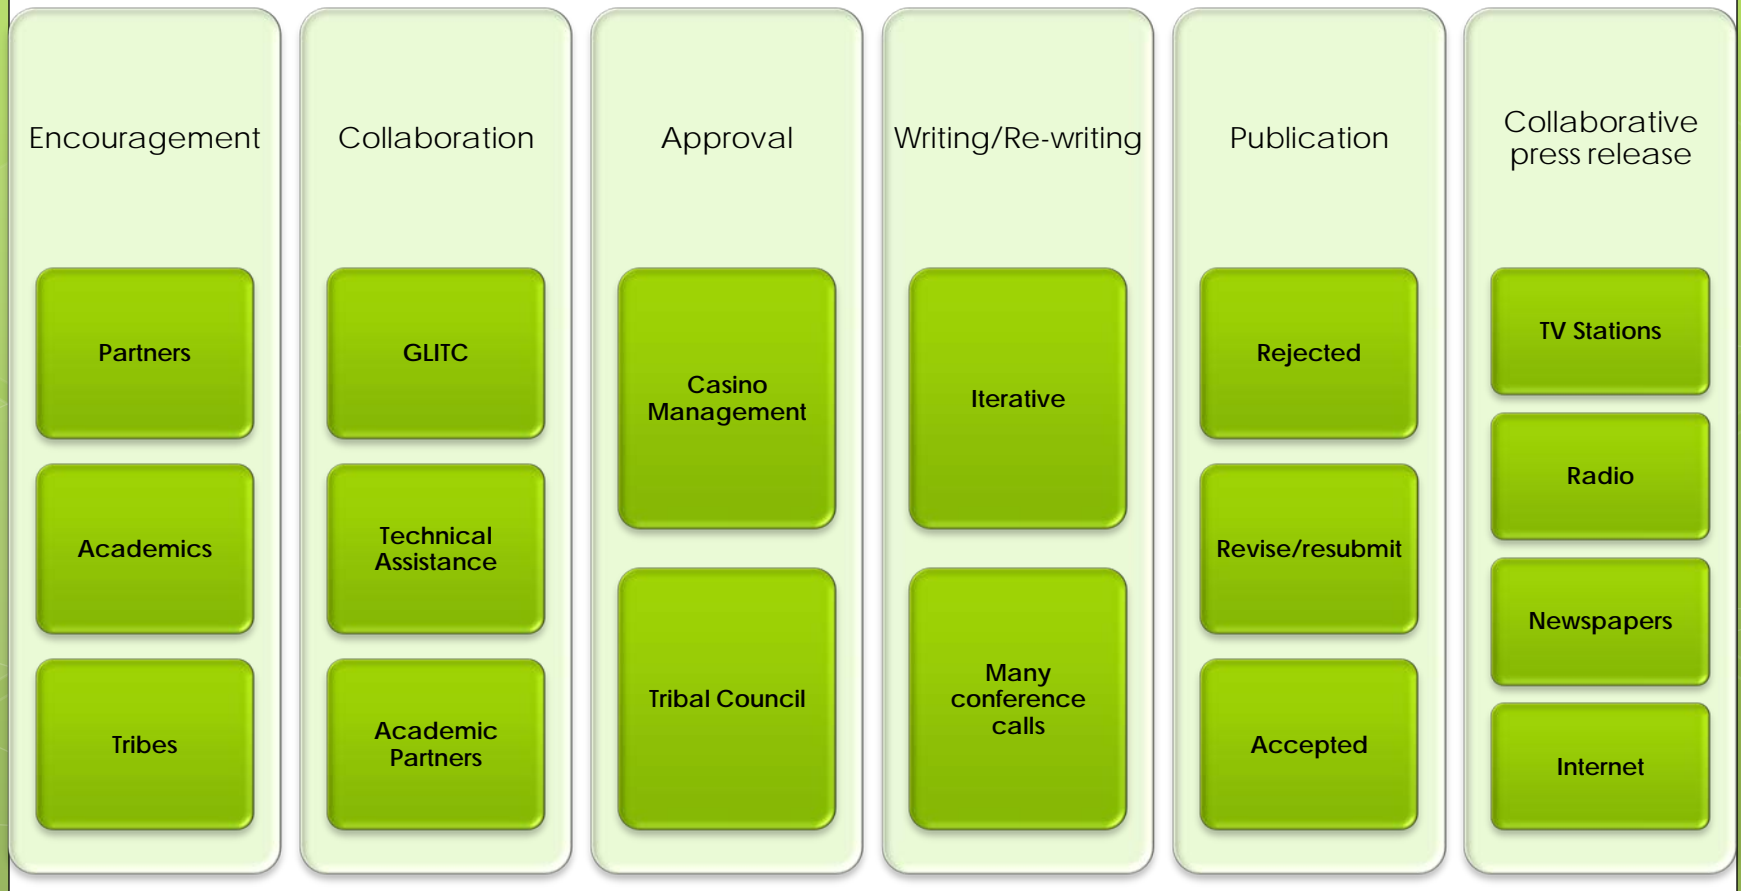 Encouragement
Partners
Academics
Tribes
Collaboration
GLITC
Technical
Assistance
Academic
Partners
Approval
Casino
Management
Tribal Council
Writing/Re-writing
Iterative
Many
conference
calls
Publication
Rejected
Revise/resubmit
Accepted
Collaborative
press release
TV Stations
Radio
Newspapers
Internet